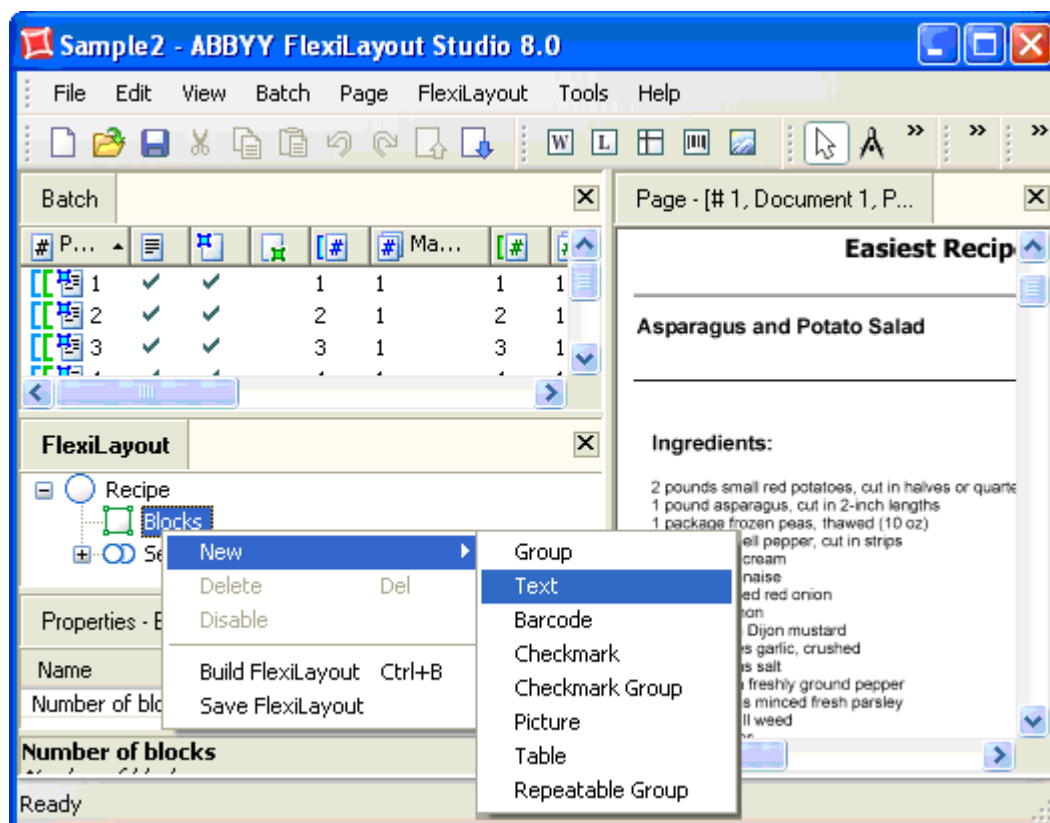 Sample2 - ABBYY FlexiLayout Studio 8.0
File Edit View Batch Page FlexiLayout Tools Help
W L
Batch
Page - [# 1, Document 1, P...
# P... [# # Ma... [#
1 1 1 1 1
2 2 1 2 1
3 3 1 3 1
FlexiLayout
Recipe
Blocks
Se
Properties -
Name
Number of
Number of blocks
Ready
New
Delete Del
Disable
Build FlexiLayout Ctrl+B
Save FlexiLayout
Group
Text
Barcode
Checkmark
Checkmark Group
Picture
Table
Repeatable Group
Easiest Recip
Asparagus and Potato Salad
Ingredients:
2 pounds small red potatoes, cut in halves or quarte
1 pound asparagus, cut in 2-inch lengths
1 package frozen peas, thawed (10 oz)
ell pepper, cut in strips
cream
naise
ed red onion
Dijon mustard
s garlic, crushed
s salt
freshly ground pepper
s minced fresh parsley
ll weed